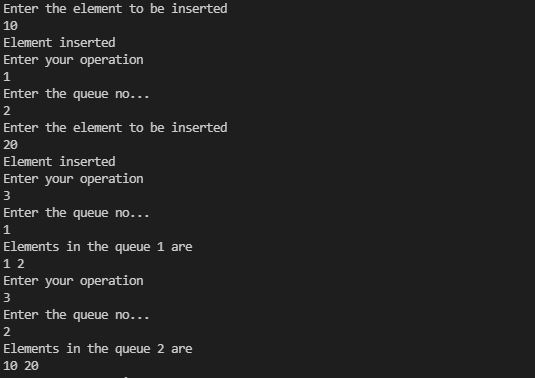 Enter the element to be inserted
10
Element inserted
Enter your operation
1
Enter the queue no...
2
Enter the element to be inserted
20
Element inserted
Enter your operation
3
Enter the queue no...
1
Elements in the queue 1 are
1 2
Enter your operation
3
Enter the queue no...
2
Elements in the queue 2 are
10 20